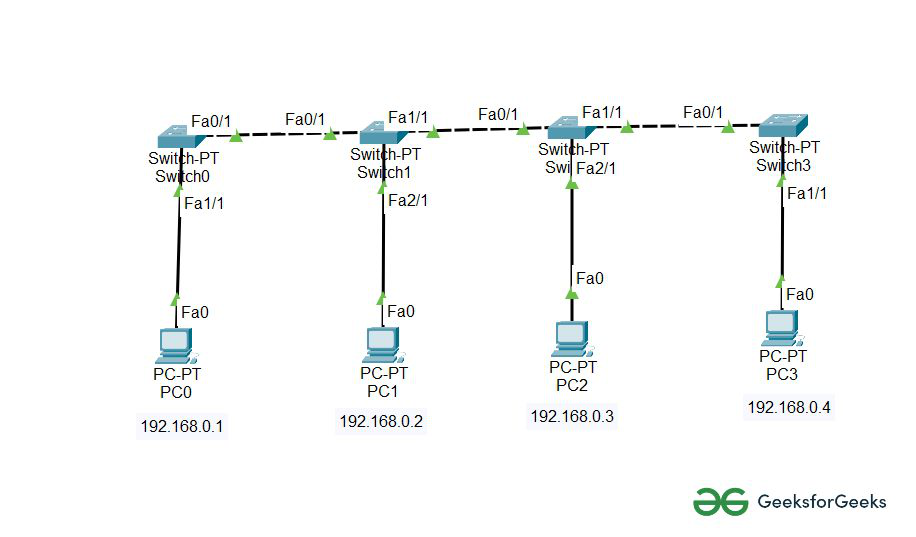 Fa0/1
Fa0/1
Fa1/1
Fa0/1
Fa1/1
Fa0/1
Switch-PT
Switch0
Switch-PT
Switch1
Switch-PT
Swi
Switch-PT
Switch3
Fa1/1
Fa2/1
Fa2/1
Fa1/1
Fa0
Fa0
Fa0
Fa0
PC-PT
PC0
PC-PT
PC1
PC-PT
PC2
PC-PT
PC3
192.168.0.1
192.168.0.2
192.168.0.3
192.168.0.4
GeeksforGeeks